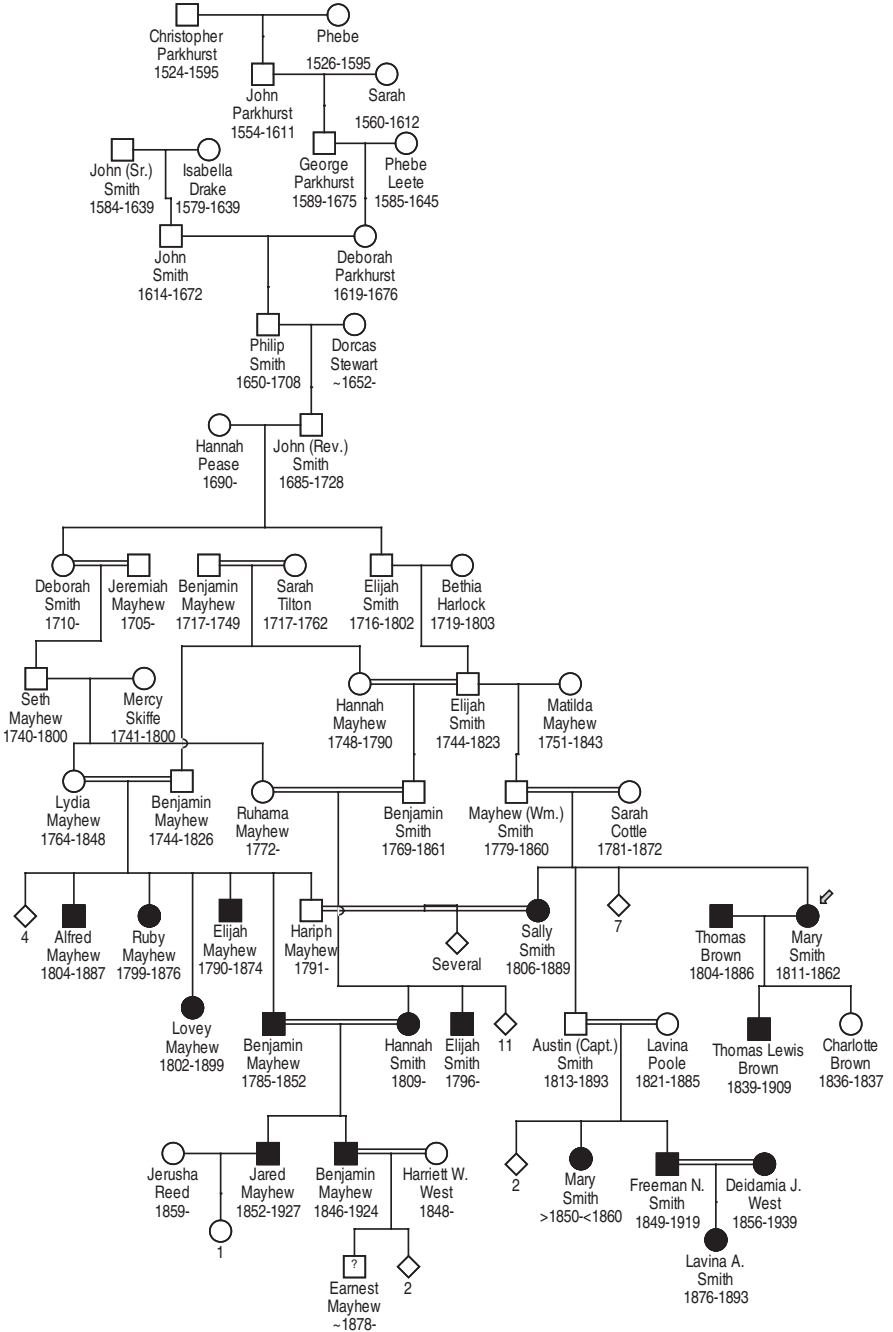 Christopher
Parkhurst
1524-1595
Phebe
1526-1595
John
Parkhurst
1554-1611
Sarah
1560-1612
John (Sr.)
Smith
1584-1639
Isabella
Drake
1579-1639
George
Parkhurst
1589-1675
Phebe
Leete
1585-1645
John
Smith
1614-1672
Deborah
Parkhurst
1619-1676
Philip
Smith
1650-1708
Dorcas
Stewart
~1652-
Hannah
Pease
1690-
John (Rev.)
Smith
1685-1728
Deborah
Smith
1710-
Jeremiah
Mayhew
1705-
Benjamin
Mayhew
1717-1749
Sarah
Tilton
1717-1762
Elijah
Smith
1716-1802
Bethia
Harlock
1719-1803
Seth
Mayhew
1740-1800
Mercy
Skiffe
1741-1800
Hannah
Mayhew
1748-1790
Elijah
Smith
1744-1823
Matilda
Mayhew
1751-1843
Lydia
Mayhew
1764-1848
Benjamin
Mayhew
1744-1826
Ruhama
Mayhew
1772-
Benjamin
Smith
1769-1861
Mayhew (Wm.)
Smith
1779-1860
Sarah
Cottle
1781-1872
4
Alfred
Mayhew
1804-1887
Ruby
Mayhew
1799-1876
Elijah
Mayhew
1790-1874
Hariph
Mayhew
1791-
Several
Sally
Smith
1806-1889
7
Thomas
Brown
1804-1886
Mary
Smith
1811-1862
Lovey
Mayhew
1802-1899
Benjamin
Mayhew
1785-1852
Hannah
Smith
1809-
Elijah
Smith
1796-
11
Austin (Capt.)
Smith
1813-1893
Lavina
Poole
1821-1885
Thomas Lewis
Brown
1839-1909
Charlotte
Brown
1836-1837
Jerusha
Reed
1859-
Jared
Mayhew
1852-1927
Benjamin
Mayhew
1846-1924
Harriett W.
West
1848-
2
Mary
Smith
>1850-<1860
Freeman N.
Smith
1849-1919
Deidamia J.
West
1856-1939
1
?
Earnest
Mayhew
~1878-
2
Lavina A.
Smith
1876-1893